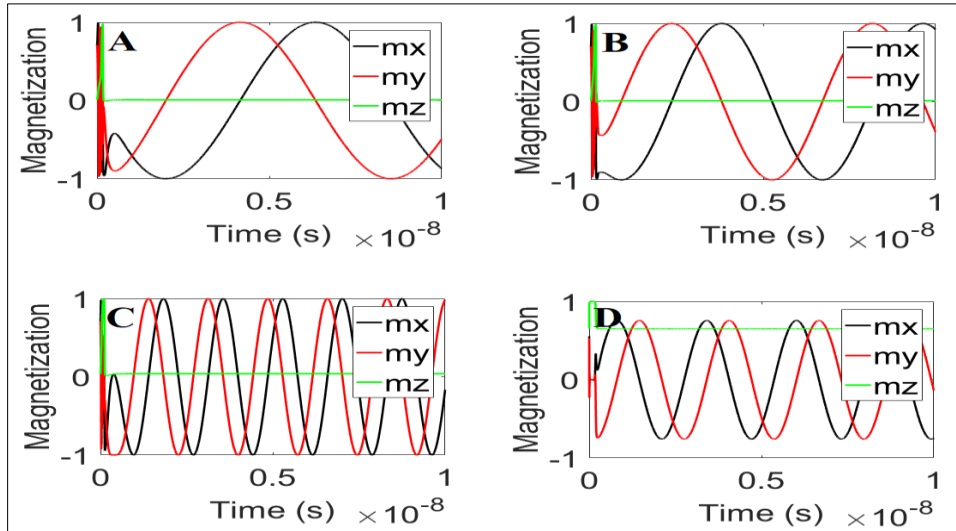 A
1
0
-1
Magnetization
mx
my
mz
0
0.5
1
Time (s)
×10-8
B
1
0
-1
Magnetization
mx
my
mz
0
0.5
1
Time (s)
×10-8
C
1
0
-1
Magnetization
mx
my
mz
0
0.5
1
Time (s)
×10-8
D
1
0
-1
Magnetization
mx
my
mz
0
0.5
1
Time (s)
×10-8